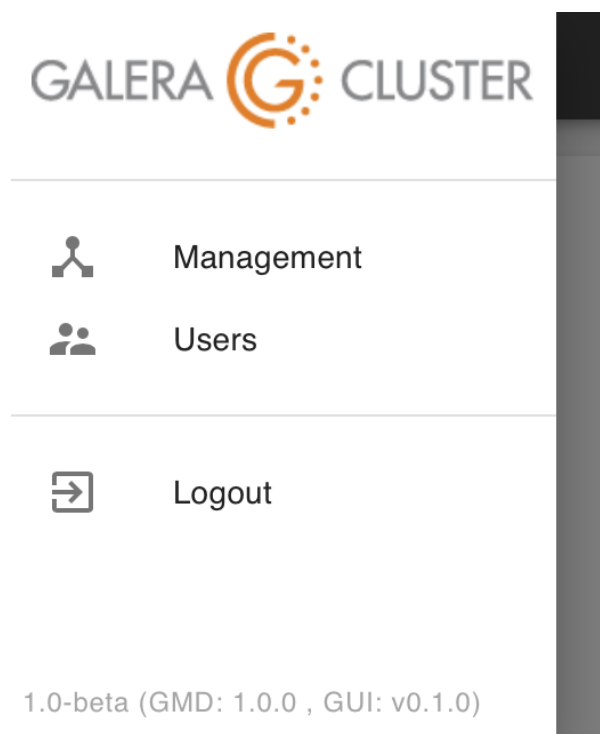 GALERA G CLUSTER
Management
Users
Logout
1.0-beta (GMD: 1.0.0 , GUI: v0.1.0)